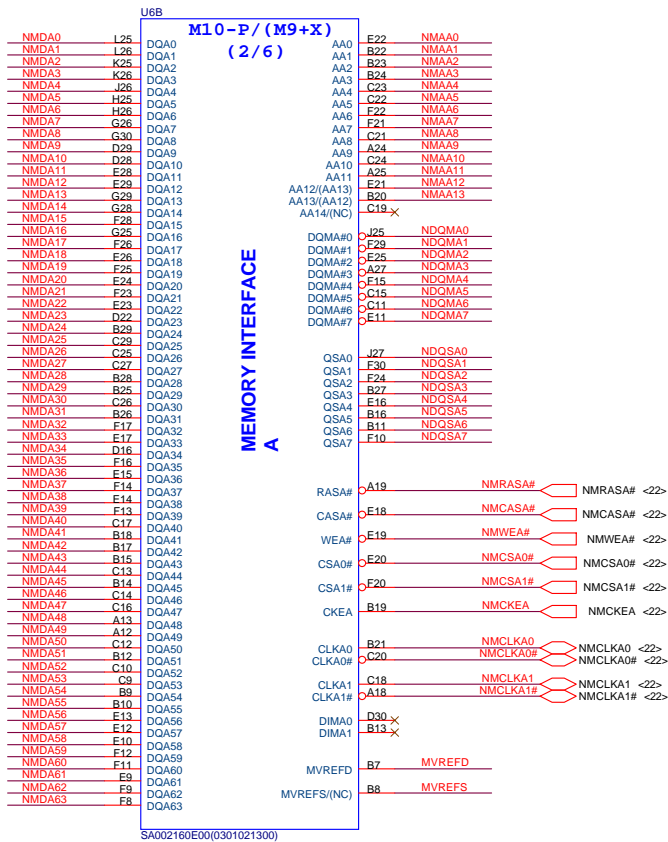 U6B
M10-P/(M9+X)
(2/6)
NMDA0 L25 DQA0
NMDA1 L26 DQA1
NMDA2 K25 DQA2
NMDA3 K26 DQA3
NMDA4 J26 DQA4
NMDA5 H25 DQA5
NMDA6 H26 DQA6
NMDA7 G26 DQA7
NMDA8 G30 DQA8
NMDA9 D29 DQA9
NMDA10 D28 DQA10
NMDA11 E28 DQA11
NMDA12 E29 DQA12
NMDA13 G29 DQA13
NMDA14 G28 DQA14
NMDA15 F28 DQA15
NMDA16 G25 DQA16
NMDA17 F26 DQA17
NMDA18 E26 DQA18
NMDA19 F25 DQA19
NMDA20 E24 DQA20
NMDA21 F23 DQA21
NMDA22 E23 DQA22
NMDA23 D22 DQA23
NMDA24 B29 DQA24
NMDA25 C29 DQA25
NMDA26 C25 DQA26
NMDA27 C27 DQA27
NMDA28 B28 DQA28
NMDA29 B25 DQA29
NMDA30 C26 DQA30
NMDA31 B26 DQA31
NMDA32 F17 DQA32
NMDA33 E17 DQA33
NMDA34 D16 DQA34
NMDA35 F16 DQA35
NMDA36 E15 DQA36
NMDA37 F14 DQA37
NMDA38 E14 DQA38
NMDA39 F13 DQA39
NMDA40 C17 DQA40
NMDA41 B18 DQA41
NMDA42 B17 DQA42
NMDA43 B15 DQA43
NMDA44 C13 DQA44
NMDA45 B14 DQA45
NMDA46 C14 DQA46
NMDA47 C16 DQA47
NMDA48 A13 DQA48
NMDA49 A12 DQA49
NMDA50 C12 DQA50
NMDA51 B12 DQA51
NMDA52 C10 DQA52
NMDA53 C9 DQA53
NMDA54 B9 DQA54
NMDA55 B10 DQA55
NMDA56 E13 DQA56
NMDA57 E12 DQA57
NMDA58 E10 DQA58
NMDA59 F12 DQA59
NMDA60 F11 DQA60
NMDA61 E9 DQA61
NMDA62 F9 DQA62
NMDA63 F8 DQA63
MEMORY INTERFACE
A
AA0 E22 NMAA0
AA1 B22 NMAA1
AA2 B23 NMAA2
AA3 B24 NMAA3
AA4 C23 NMAA4
AA5 C22 NMAA5
AA6 F22 NMAA6
AA7 F21 NMAA7
AA8 C21 NMAA8
AA9 A24 NMAA9
AA10 C24 NMAA10
AA11 A25 NMAA11
AA12/(AA13) E21 NMAA12
AA13/(AA12) B20 NMAA13
AA14/(NC) C19
DQMA#0 J25 NDQMA0
DQMA#1 F29 NDQMA1
DQMA#2 E25 NDQMA2
DQMA#3 A27 NDQMA3
DQMA#4 F15 NDQMA4
DQMA#5 C15 NDQMA5
DQMA#6 C11 NDQMA6
DQMA#7 E11 NDQMA7
QSA0 J27 NDQSA0
QSA1 F30 NDQSA1
QSA2 F24 NDQSA2
QSA3 B27 NDQSA3
QSA4 E16 NDQSA4
QSA5 B16 NDQSA5
QSA6 B11 NDQSA6
QSA7 F10 NDQSA7
RASA# A19 NMRASA# NMRASA# <22>
CASA# E18 NMCASA# NMCASA# <22>
WEA# E19 NMWEA# NMWEA# <22>
CSA0# E20 NMCSA0# NMCSA0# <22>
CSA1# F20 NMCSA1# NMCSA1# <22>
CKEA B19 NMCKEA NMCKEA <22>
CLKA0 B21 NMCLKA0 NMCLKA0 <22>
CLKA0# C20 NMCLKA0# NMCLKA0# <22>
CLKA1 C18 NMCLKA1 NMCLKA1 <22>
CLKA1# A18 NMCLKA1# NMCLKA1# <22>
DIMA0 D30
DIMA1 B13
MVREFD B7 MVREFD
MVREFS/(NC) B8 MVREFS
SA002160E00(0301021300)